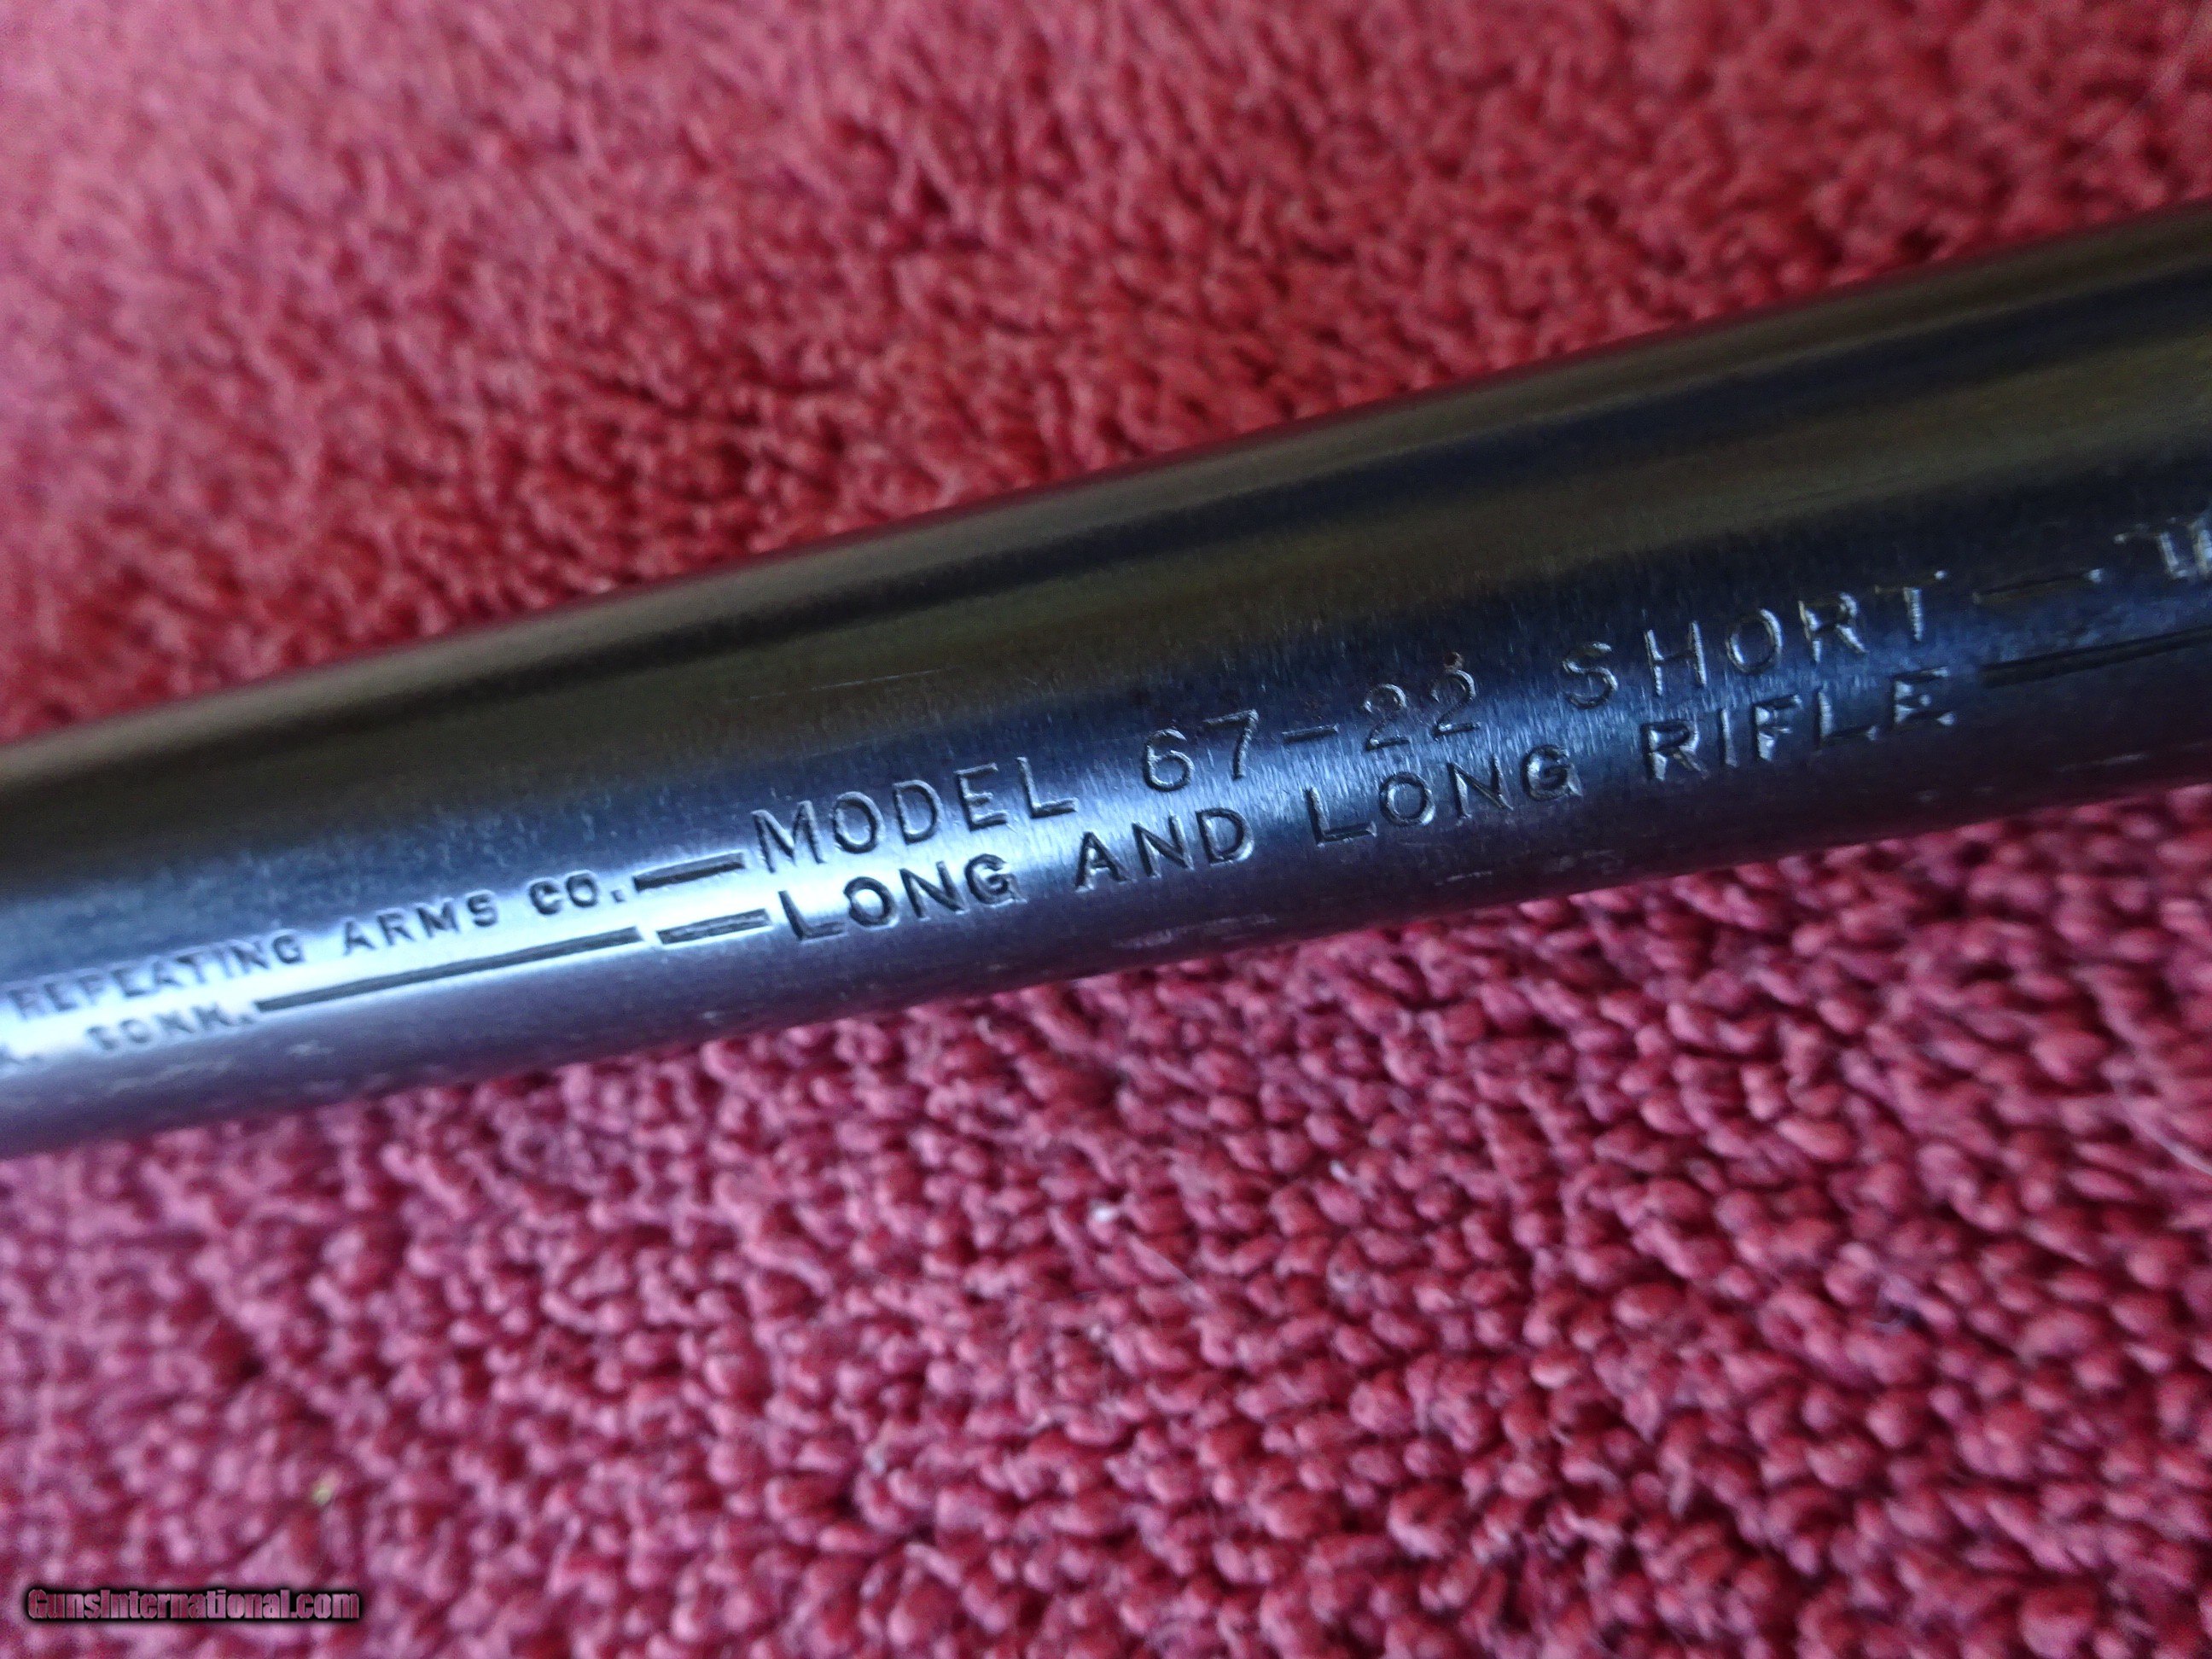 REPEATING ARMS CO. — MODEL 67-22 SHORT —
CONN. — LONG AND LONG RIFLE —
GunsInternational.com